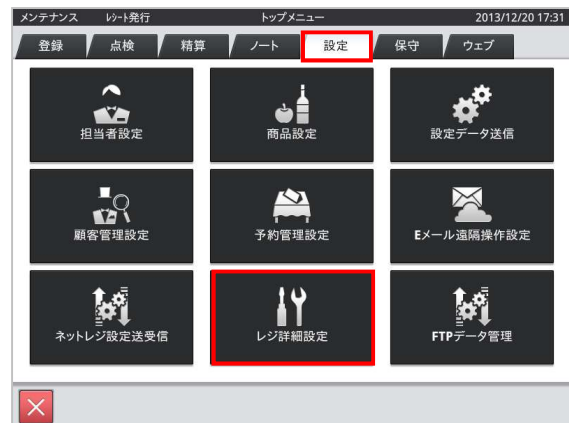 メンテナンス ﾚｼｰﾄ発行 トップメニュー 2013/12/20 17:31
登録 点検 精算 ノート 設定 保守 ウェブ
担当者設定 商品設定 設定データ送信
顧客管理設定 予約管理設定 Eメール遠隔操作設定
ネットレジ設定送受信 レジ詳細設定 FTPデータ管理